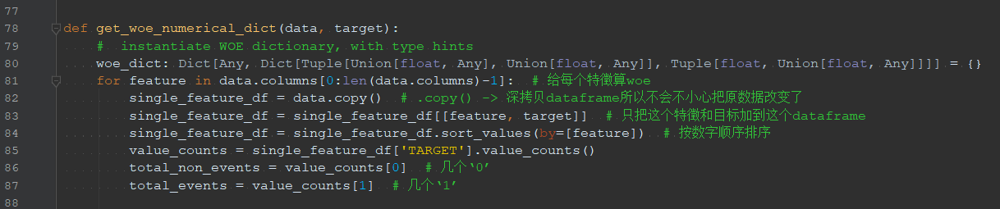 77
78 def get_woe_numerical_dict(data, target):
79     #  instantiate WOE dictionary, with type hints
80     woe_dict: Dict[Any, Dict[Tuple[Union[float, Any], Union[float, Any]], Tuple[float, Union[float, Any]]]] = {}
81     for feature in data.columns[0:len(data.columns)-1]:  # 给每个特徵算woe
82         single_feature_df = data.copy()  # .copy() -> 深拷贝dataframe所以不会不小心把原数据改变了
83         single_feature_df = single_feature_df[[feature, target]]  # 只把这个特徵和目标加到这个dataframe
84         single_feature_df = single_feature_df.sort_values(by=[feature])  # 按数字顺序排序
85         value_counts = single_feature_df['TARGET'].value_counts()
86         total_non_events = value_counts[0]  # 几个‘0’
87         total_events = value_counts[1]  # 几个‘1’
88